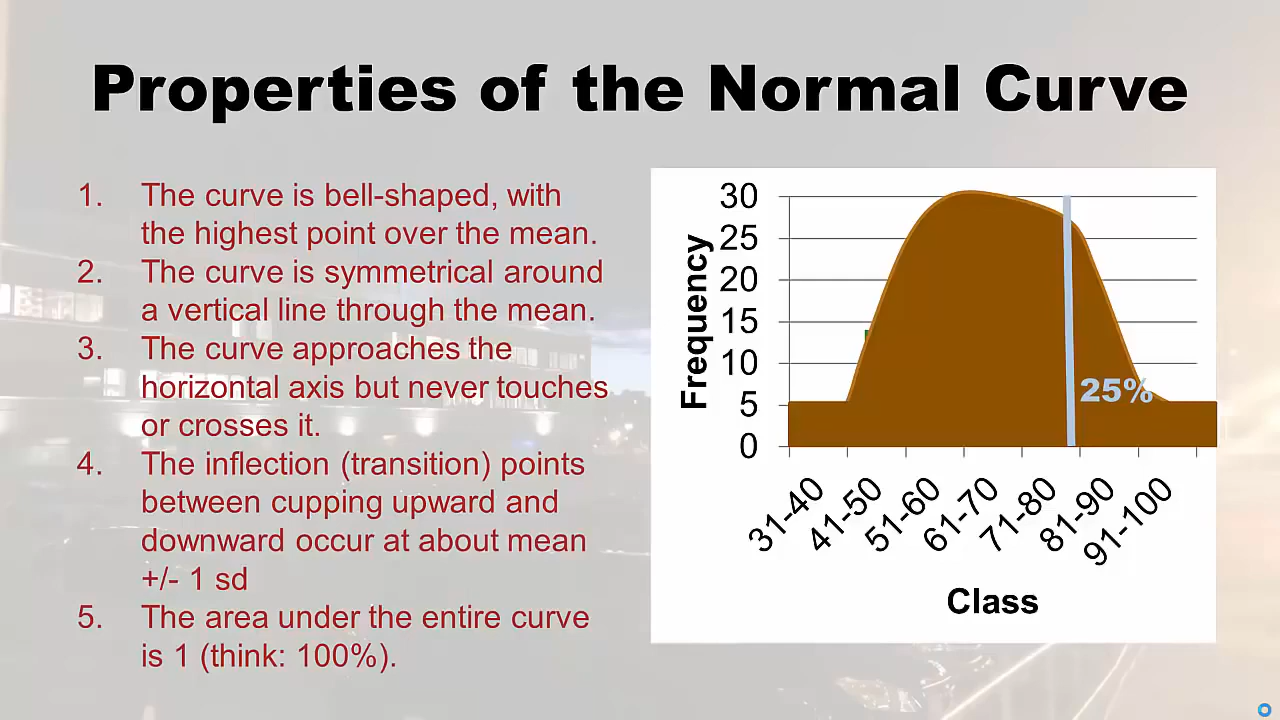 Properties of the Normal Curve
1. The curve is bell-shaped, with
the highest point over the mean.
2. The curve is symmetrical around
a vertical line through the mean.
3. The curve approaches the
horizontal axis but never touches
or crosses it.
4. The inflection (transition) points
between cupping upward and
downward occur at about mean
+/- 1 sd
5. The area under the entire curve
is 1 (think: 100%).
Frequency
30
25
20
15
10
5
0
25%
31-40
41-50
51-60
61-70
71-80
81-90
91-100
Class